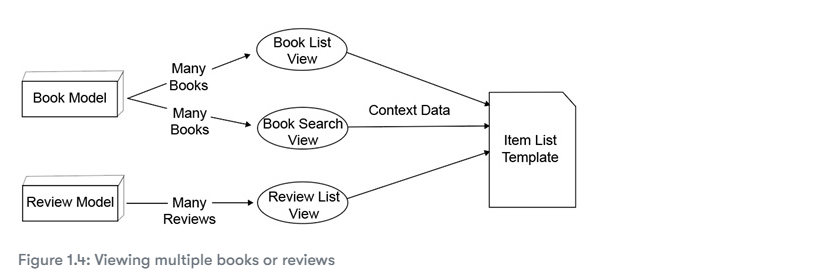 Book List
View
Many
Books
Book Model
Context Data
Many
Books
Book Search
View
Item List
Template
Review Model
Many
Reviews
Review List
View
Figure 1.4: Viewing multiple books or reviews